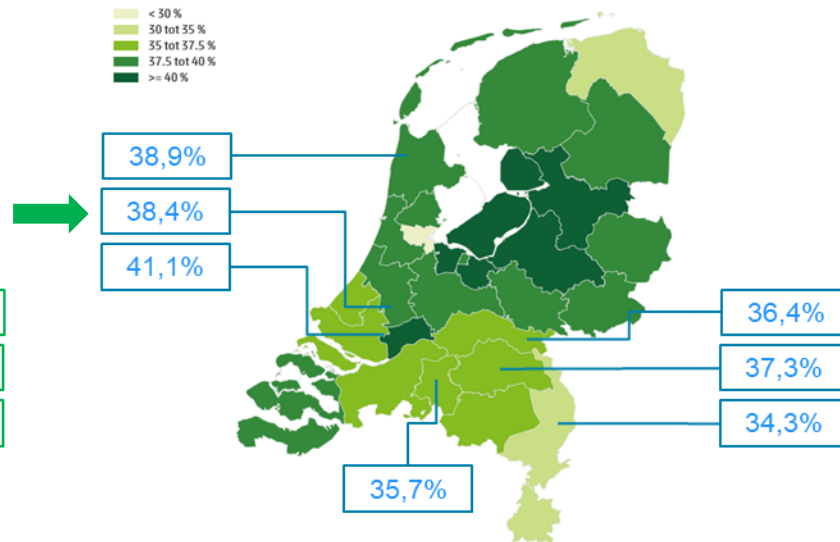 < 30 %
30 tot 35 %
35 tot 37.5 %
37.5 tot 40 %
>= 40 %
38,9%
38,4%
41,1%
36,4%
37,3%
34,3%
35,7%